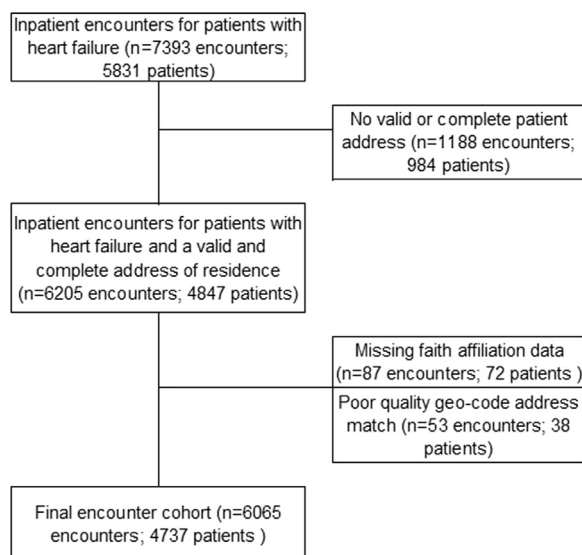 Inpatient encounters for patients with
heart failure (n=7393 encounters;
5831 patients)
No valid or complete patient
address (n=1188 encounters;
984 patients)
Inpatient encounters for patients with
heart failure and a valid and
complete address of residence
(n=6205 encounters; 4847 patients)
Missing faith affiliation data
(n=87 encounters; 72 patients )
Poor quality geo-code address
match (n=53 encounters; 38
patients)
Final encounter cohort (n=6065
encounters; 4737 patients )